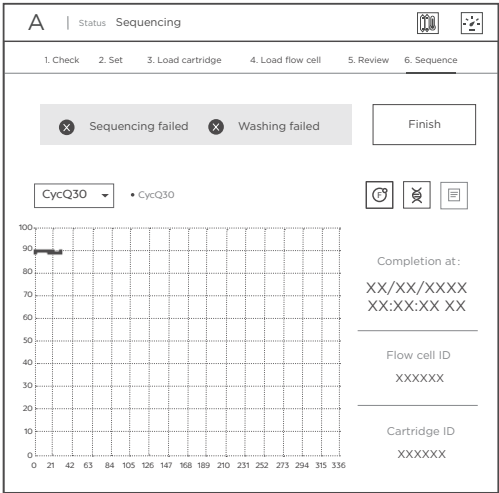 A | Status Sequencing
1. Check 2. Set 3. Load cartridge 4. Load flow cell 5. Review 6. Sequence
Sequencing failed Washing failed Finish
CycQ30 • CycQ30 F
100
90
80
70
60
50
40
30
20
10
0
0 21 42 63 84 105 126 147 168 189 210 231 252 273 294 315 336
Completion at:
XX/XX/XXXX
XX:XX:XX XX
Flow cell ID
XXXXXX
Cartridge ID
XXXXXX